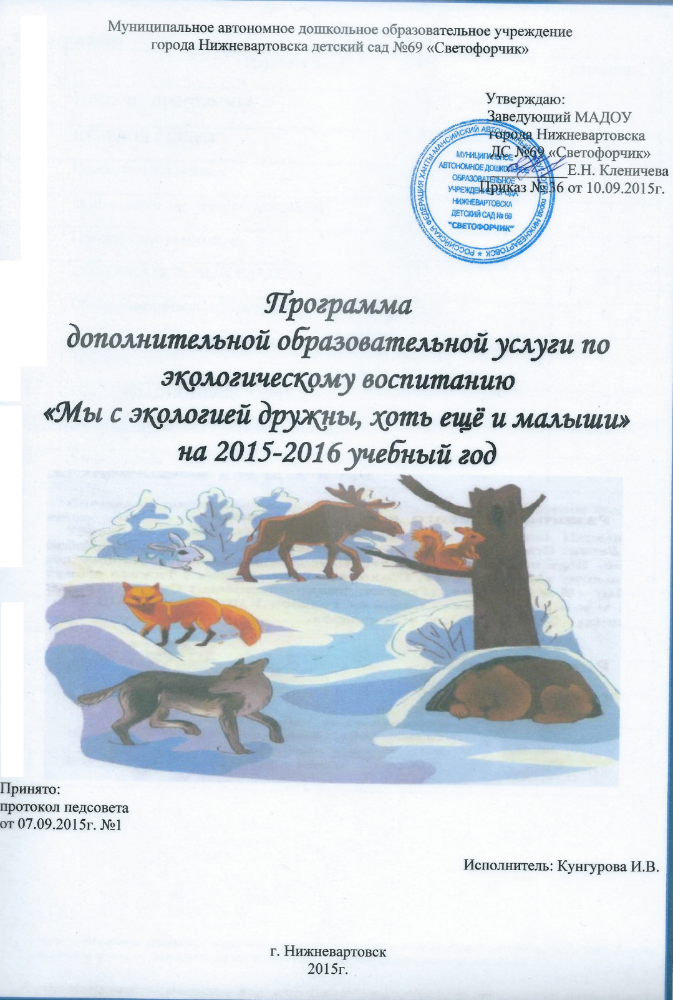 Муниципальное автономное дошкольное образовательное учреждение
города Нижневартовска детский сад №69 «Светофорчик»
Утверждаю:
Заведующий МАДОУ
города Нижневартовска
ДС №69 «Светофорчик»
Е.Н. Кленичева
Приказ № 36 от 10.09.2015г.
РОССИЙСКАЯ ФЕДЕРАЦИЯ ХАНТЫ-МАНСИЙСКИЙ АВТОНОМНЫЙ
город НИЖНЕВАРТОВСК
МУНИЦИПАЛЬНОЕ
АВТОНОМНОЕ ДОШКОЛЬНОЕ
ОБРАЗОВАТЕЛЬНОЕ
УЧРЕЖДЕНИЕ ГОРОДА
НИЖНЕВАРТОВСКА
ДЕТСКИЙ САД № 69
"СВЕТОФОРЧИК"
Программа
дополнительной образовательной услуги по
экологическому воспитанию
«Мы с экологией дружны, хоть ещё и малыши»
на 2015-2016 учебный год
Принято:
протокол педсовета
от 07.09.2015г. №1
Исполнитель: Кунгурова И.В.
г. Нижневартовск
2015г.